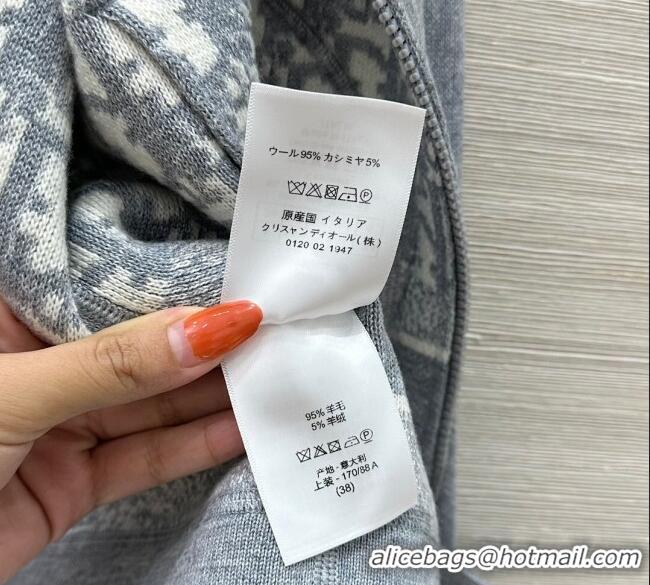 ウール95% カシミヤ5%
原産国 イタリア
クリスャンディオール(株)
0120 02 1947
95% 羊毛
5% 羊绒
产地 - 意大利
上装 - 170/88 A
(38)
alicebags@hotmail.com